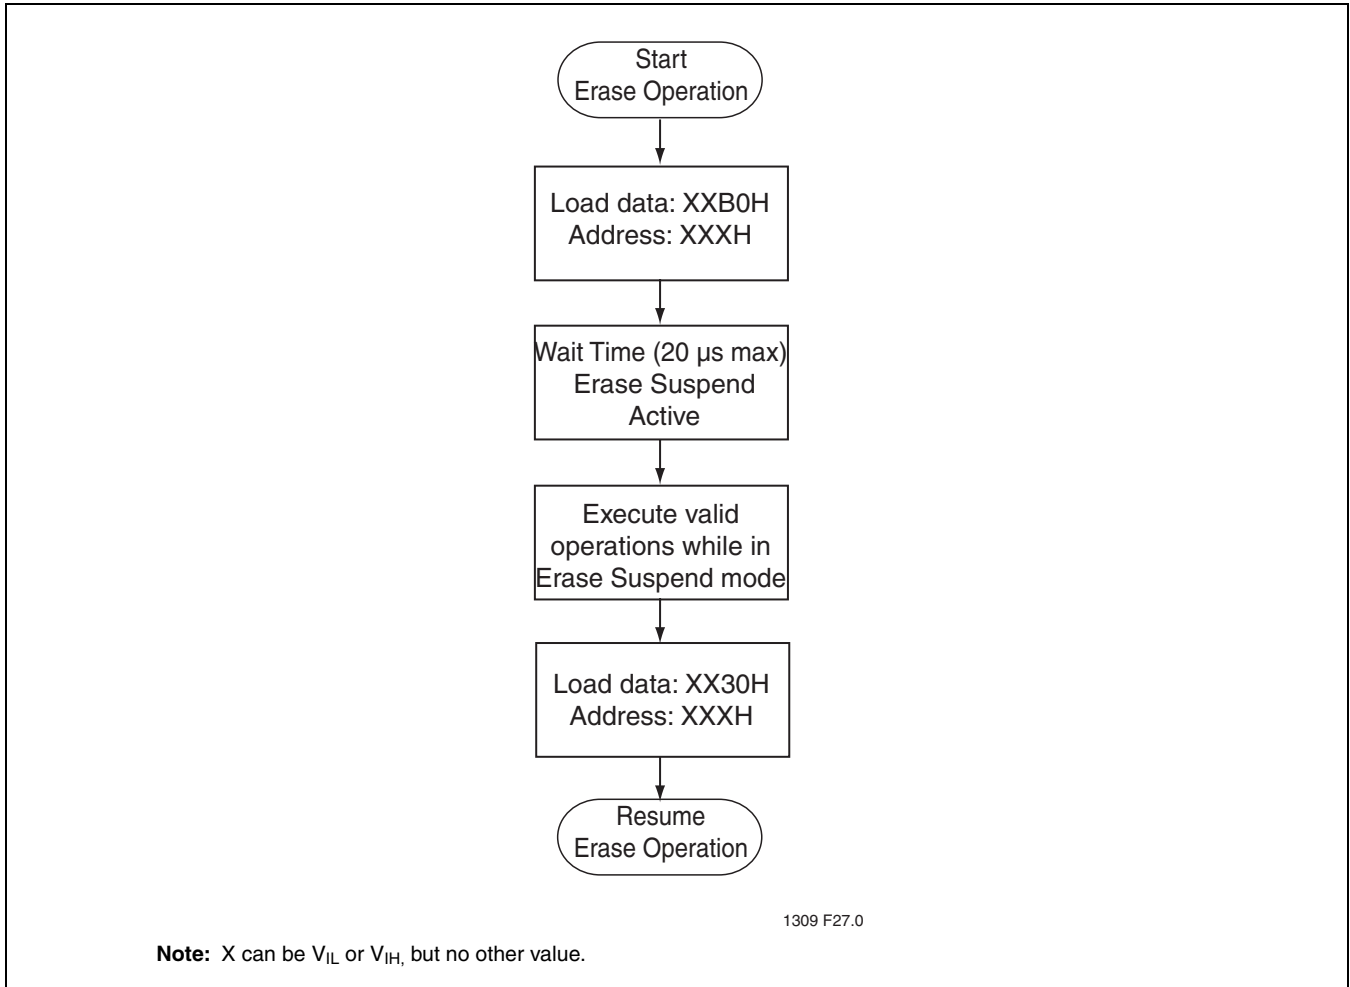 Start
Erase Operation
Load data: XXB0H
Address: XXXH
Wait Time (20 µs max)
Erase Suspend
Active
Execute valid
operations while in
Erase Suspend mode
Load data: XX30H
Address: XXXH
Resume
Erase Operation
1309 F27.0
Note: X can be VIL or VIH, but no other value.